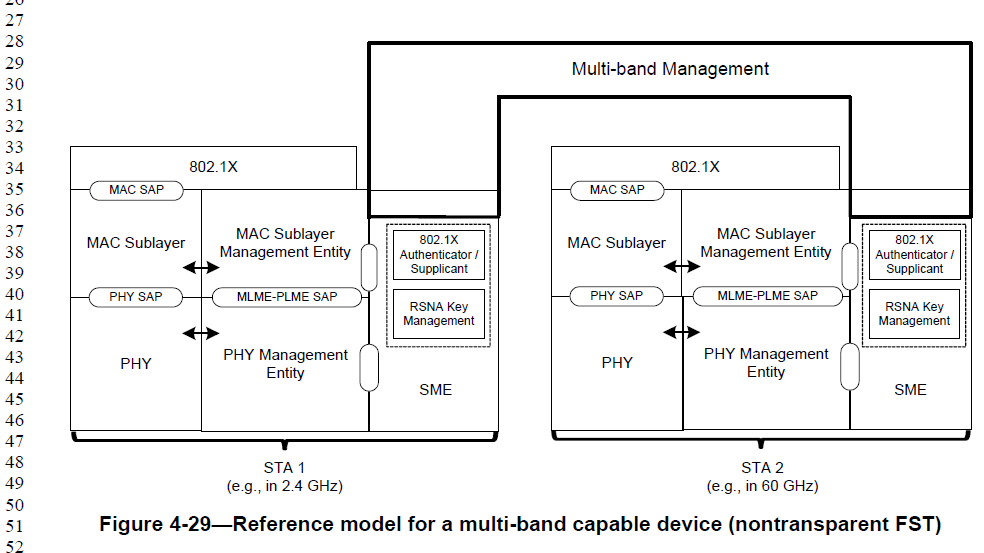 26
27
28
29
30
31
32
33
34
35
36
37
38
39
40
41
42
43
44
45
46
47
48
49
50
51
52
Multi-band Management
802.1X
MAC SAP
MAC Sublayer
MAC Sublayer
Management Entity
802.1X
Authenticator /
Supplicant
PHY SAP
MLME-PLME SAP
RSNA Key
Management
PHY
PHY Management
Entity
SME
STA 1
(e.g., in 2.4 GHz)
802.1X
MAC SAP
MAC Sublayer
MAC Sublayer
Management Entity
802.1X
Authenticator /
Supplicant
PHY SAP
MLME-PLME SAP
RSNA Key
Management
PHY
PHY Management
Entity
SME
STA 2
(e.g., in 60 GHz)
Figure 4-29—Reference model for a multi-band capable device (nontransparent FST)